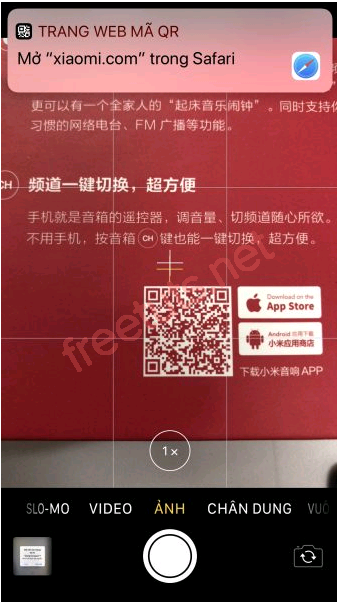 TRANG WEB MÃ QR
Mở “xiaomi.com” trong Safari
更可以有一个全家人的“起床音乐闹钟”。同时支持你
习惯的网络电台、FM 广播等功能。
CH 频道一键切换，超方便
手机就是音箱的遥控器，调音量、切频道随心所欲。
不用手机，按音箱 CH 键也能一键切换，超方便。
freetuts.net
Download on the
App Store
Android 应用下载
小米应用商店
下载小米音响 APP
1×
SLO-MO VIDEO ẢNH CHÂN DUNG VUÔ